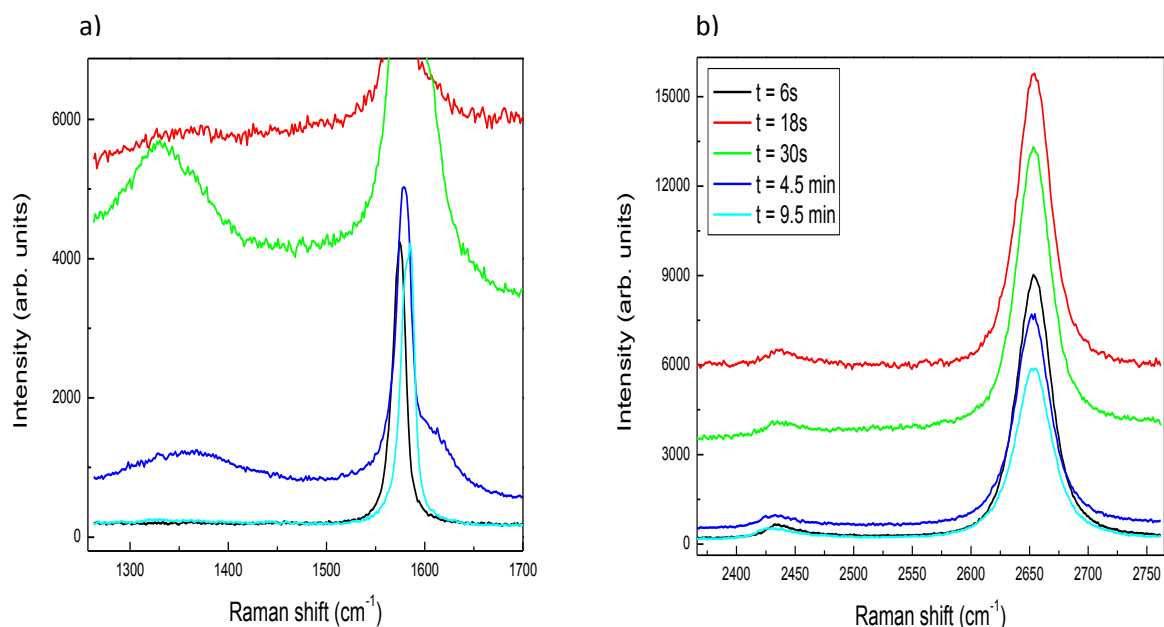 a)
6000
4000
2000
0
Intensity (arb. units)
1300 1400 1500 1600 1700
Raman shift (cm⁻¹)
b)
t = 6s
t = 18s
t = 30s
t = 4.5 min
t = 9.5 min
15000
12000
9000
6000
3000
0
Intensity (arb. units)
2400 2450 2500 2550 2600 2650 2700 2750
Raman shift (cm⁻¹)